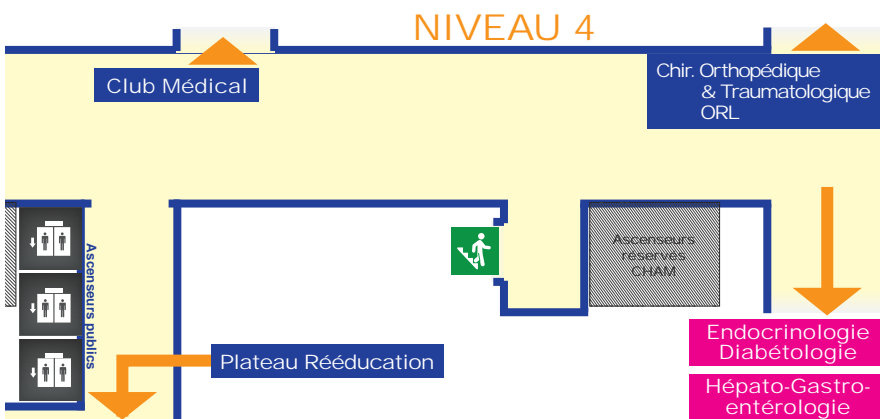 NIVEAU 4
Club Médical
Chir. Orthopédique
& Traumatologique
ORL
Ascenseurs publics
Ascenseurs
réservés
CHAM
Plateau Rééducation
Endocrinologie
Diabétologie
Hépato-Gastro-
entérologie